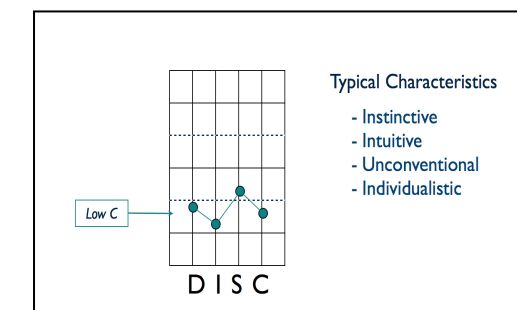 Typical Characteristics
- Instinctive
- Intuitive
- Unconventional
- Individualistic
Low C
D I S C